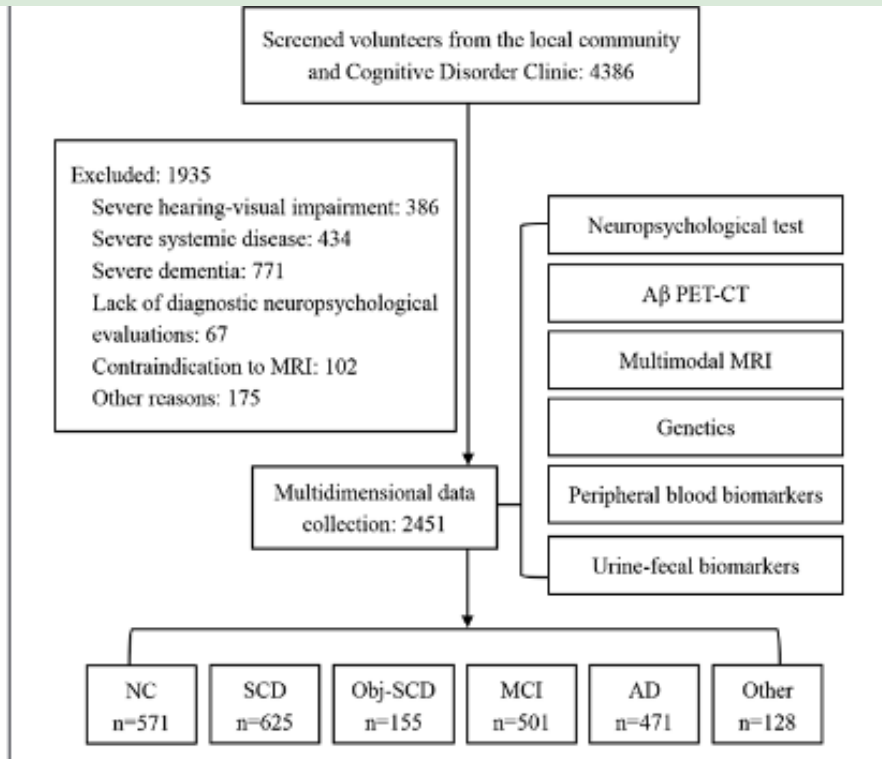 Screened volunteers from the local community
and Cognitive Disorder Clinic: 4386
Excluded: 1935
Severe hearing-visual impairment: 386
Severe systemic disease: 434
Severe dementia: 771
Lack of diagnostic neuropsychological
evaluations: 67
Contraindication to MRI: 102
Other reasons: 175
Neuropsychological test
Aβ PET-CT
Multimodal MRI
Genetics
Peripheral blood biomarkers
Urine-fecal biomarkers
Multidimensional data
collection: 2451
NC
n=571
SCD
n=625
Obj-SCD
n=155
MCI
n=501
AD
n=471
Other
n=128